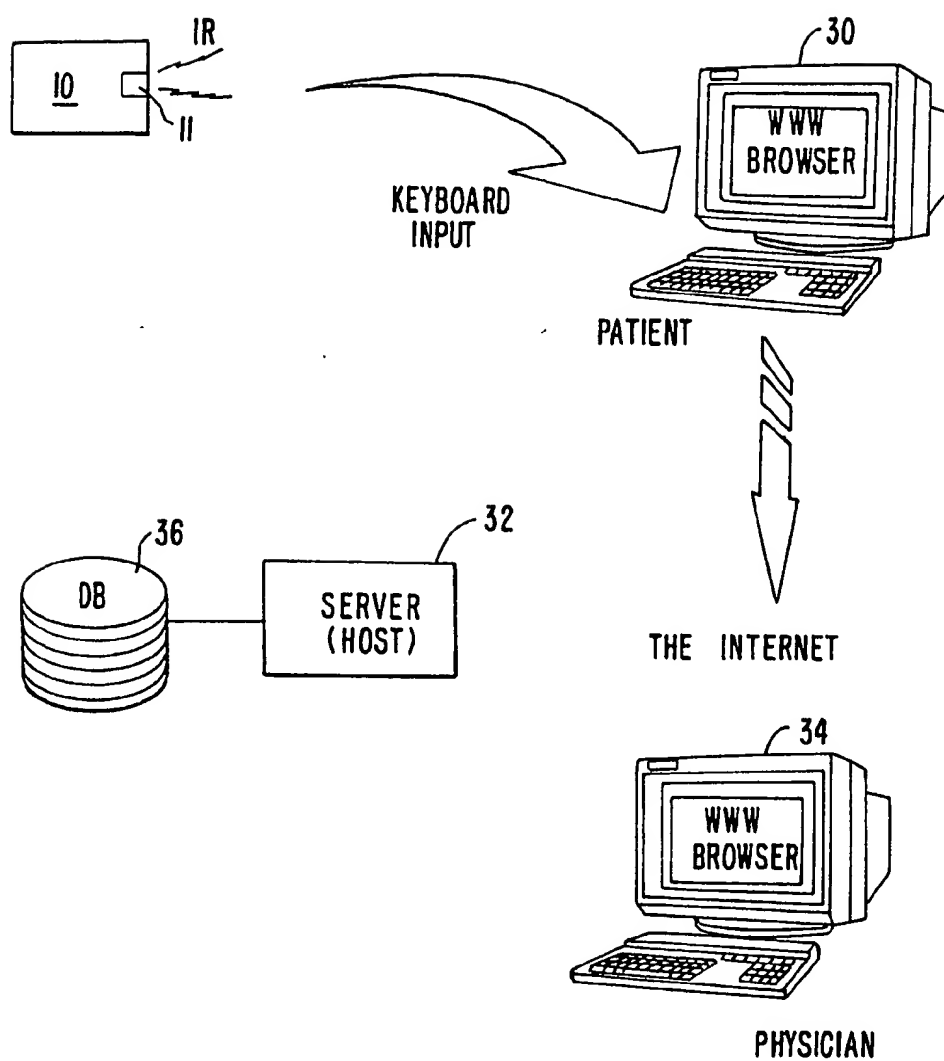 IR
10
11
30
WWW
BROWSER
KEYBOARD
INPUT
PATIENT
36
DB
32
SERVER
(HOST)
THE INTERNET
34
WWW
BROWSER
PHYSICIAN